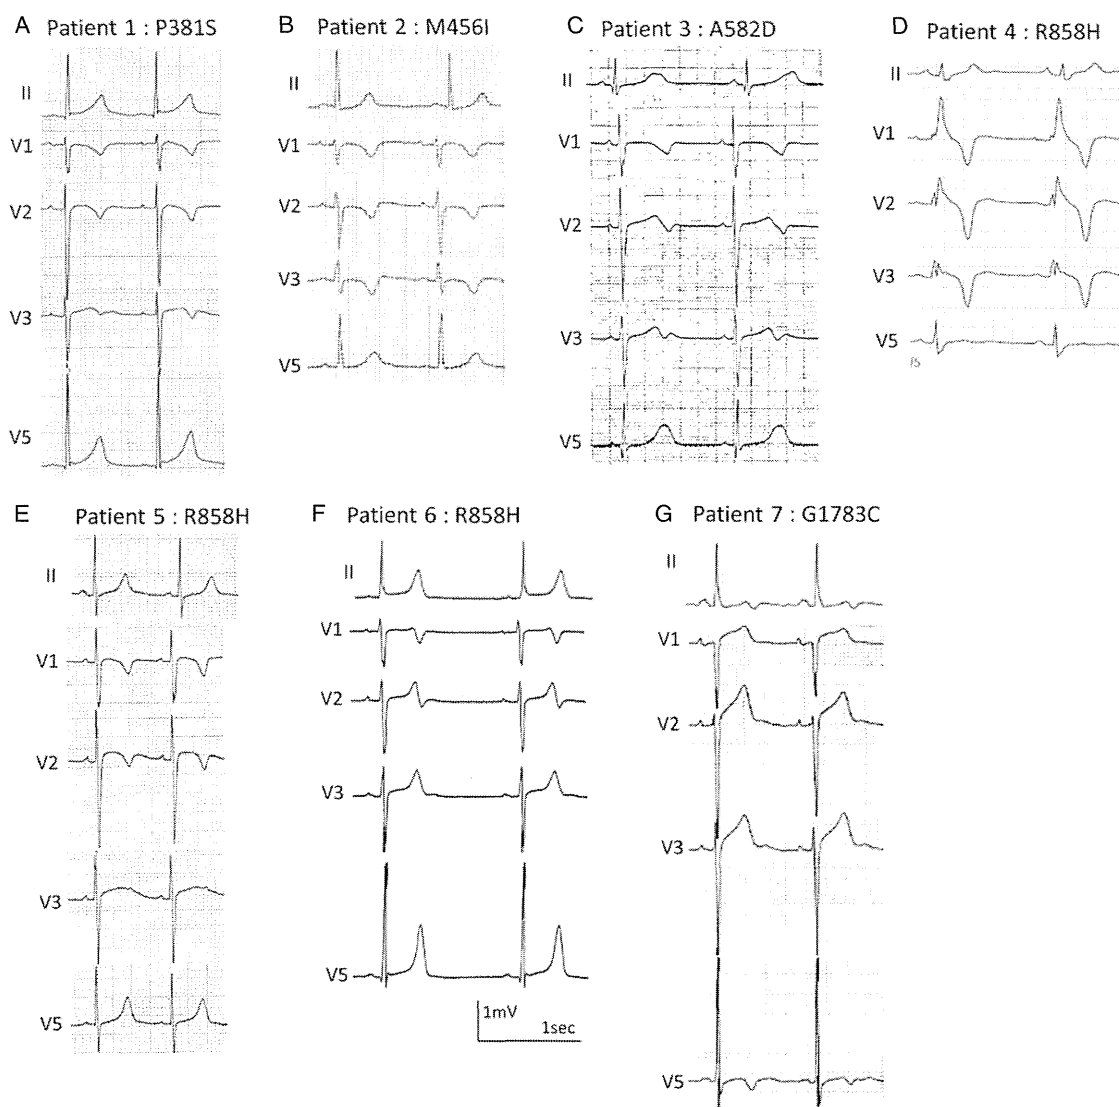 A Patient 1 : P381S
II
V1
V2
V3
V5
B Patient 2 : M456I
II
V1
V2
V3
V5
C Patient 3 : A582D
II
V1
V2
V3
V5
D Patient 4 : R858H
II
V1
V2
V3
V5
15
E Patient 5 : R858H
II
V1
V2
V3
V5
F Patient 6 : R858H
II
V1
V2
V3
V5
1mV
1sec
G Patient 7 : G1783C
II
V1
V2
V3
V5